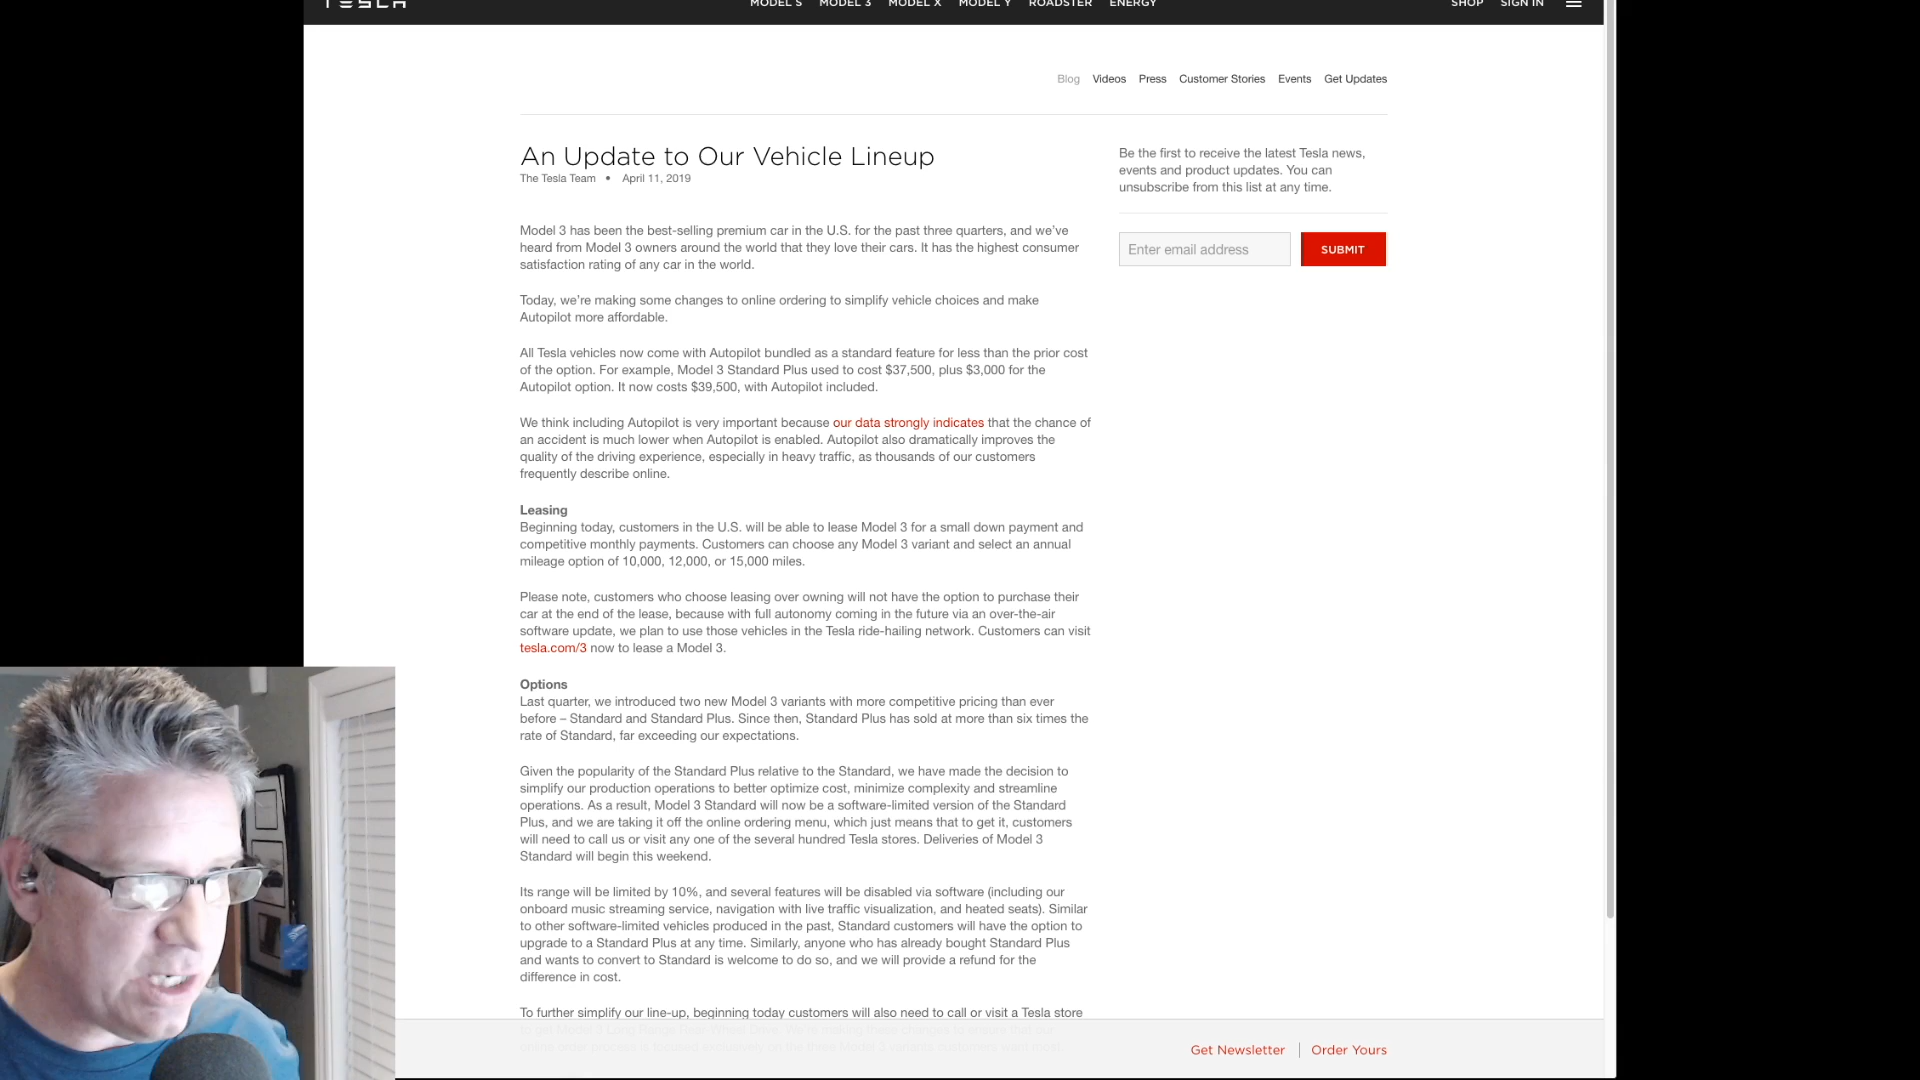 TESLA
MODEL S MODEL 3 MODEL X MODEL Y ROADSTER ENERGY
SHOP SIGN IN
Blog Videos Press Customer Stories Events Get Updates
An Update to Our Vehicle Lineup
The Tesla Team • April 11, 2019
Be the first to receive the latest Tesla news,
events and product updates. You can
unsubscribe from this list at any time.
Enter email address SUBMIT
Model 3 has been the best-selling premium car in the U.S. for the past three quarters, and we’ve
heard from Model 3 owners around the world that they love their cars. It has the highest consumer
satisfaction rating of any car in the world.
Today, we’re making some changes to online ordering to simplify vehicle choices and make
Autopilot more affordable.
All Tesla vehicles now come with Autopilot bundled as a standard feature for less than the prior cost
of the option. For example, Model 3 Standard Plus used to cost $37,500, plus $3,000 for the
Autopilot option. It now costs $39,500, with Autopilot included.
We think including Autopilot is very important because our data strongly indicates that the chance of
an accident is much lower when Autopilot is enabled. Autopilot also dramatically improves the
quality of the driving experience, especially in heavy traffic, as thousands of our customers
frequently describe online.
Leasing
Beginning today, customers in the U.S. will be able to lease Model 3 for a small down payment and
competitive monthly payments. Customers can choose any Model 3 variant and select an annual
mileage option of 10,000, 12,000, or 15,000 miles.
Please note, customers who choose leasing over owning will not have the option to purchase their
car at the end of the lease, because with full autonomy coming in the future via an over-the-air
software update, we plan to use those vehicles in the Tesla ride-hailing network. Customers can visit
tesla.com/3 now to lease a Model 3.
Options
Last quarter, we introduced two new Model 3 variants with more competitive pricing than ever
before – Standard and Standard Plus. Since then, Standard Plus has sold at more than six times the
rate of Standard, far exceeding our expectations.
Given the popularity of the Standard Plus relative to the Standard, we have made the decision to
simplify our production operations to better optimize cost, minimize complexity and streamline
operations. As a result, Model 3 Standard will now be a software-limited version of the Standard
Plus, and we are taking it off the online ordering menu, which just means that to get it, customers
will need to call us or visit any one of the several hundred Tesla stores. Deliveries of Model 3
Standard will begin this weekend.
Its range will be limited by 10%, and several features will be disabled via software (including our
onboard music streaming service, navigation with live traffic visualization, and heated seats). Similar
to other software-limited vehicles produced in the past, Standard customers will have the option to
upgrade to a Standard Plus at any time. Similarly, anyone who has already bought Standard Plus
and wants to convert to Standard is welcome to do so, and we will provide a refund for the
difference in cost.
To further simplify our line-up, beginning today customers will also need to call or visit a Tesla store
Get Newsletter Order Yours